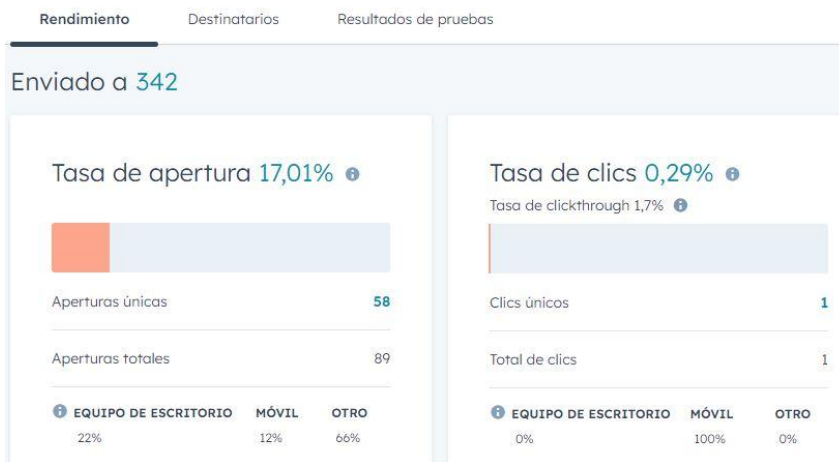 Rendimiento Destinatarios Resultados de pruebas
Enviado a 342
Tasa de apertura 17,01%
Aperturas únicas 58
Aperturas totales 89
EQUIPO DE ESCRITORIO MÓVIL OTRO
22% 12% 66%
Tasa de clics 0,29%
Tasa de clickthrough 1,7%
Clics únicos 1
Total de clics 1
EQUIPO DE ESCRITORIO MÓVIL OTRO
0% 100% 0%